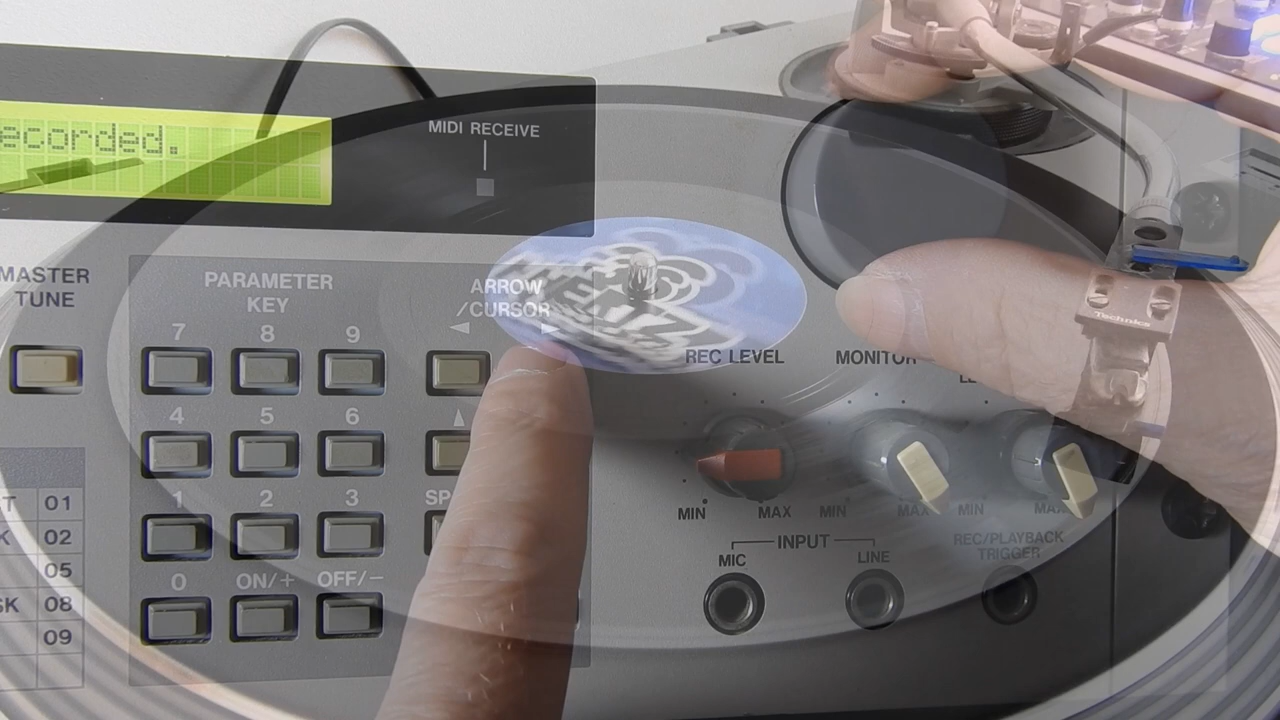 ecorded.
MIDI RECEIVE
MASTER
TUNE
PARAMETER
KEY
ARROW
/CURSOR
7 8 9
4 5 6
1 2 3
0 ON/+ OFF/−
REC LEVEL
MONITOR
Technics
MIN MAX MIN MAX MIN MAX
INPUT
MIC LINE
REC/PLAYBACK
TRIGGER
01
02
05
08
09